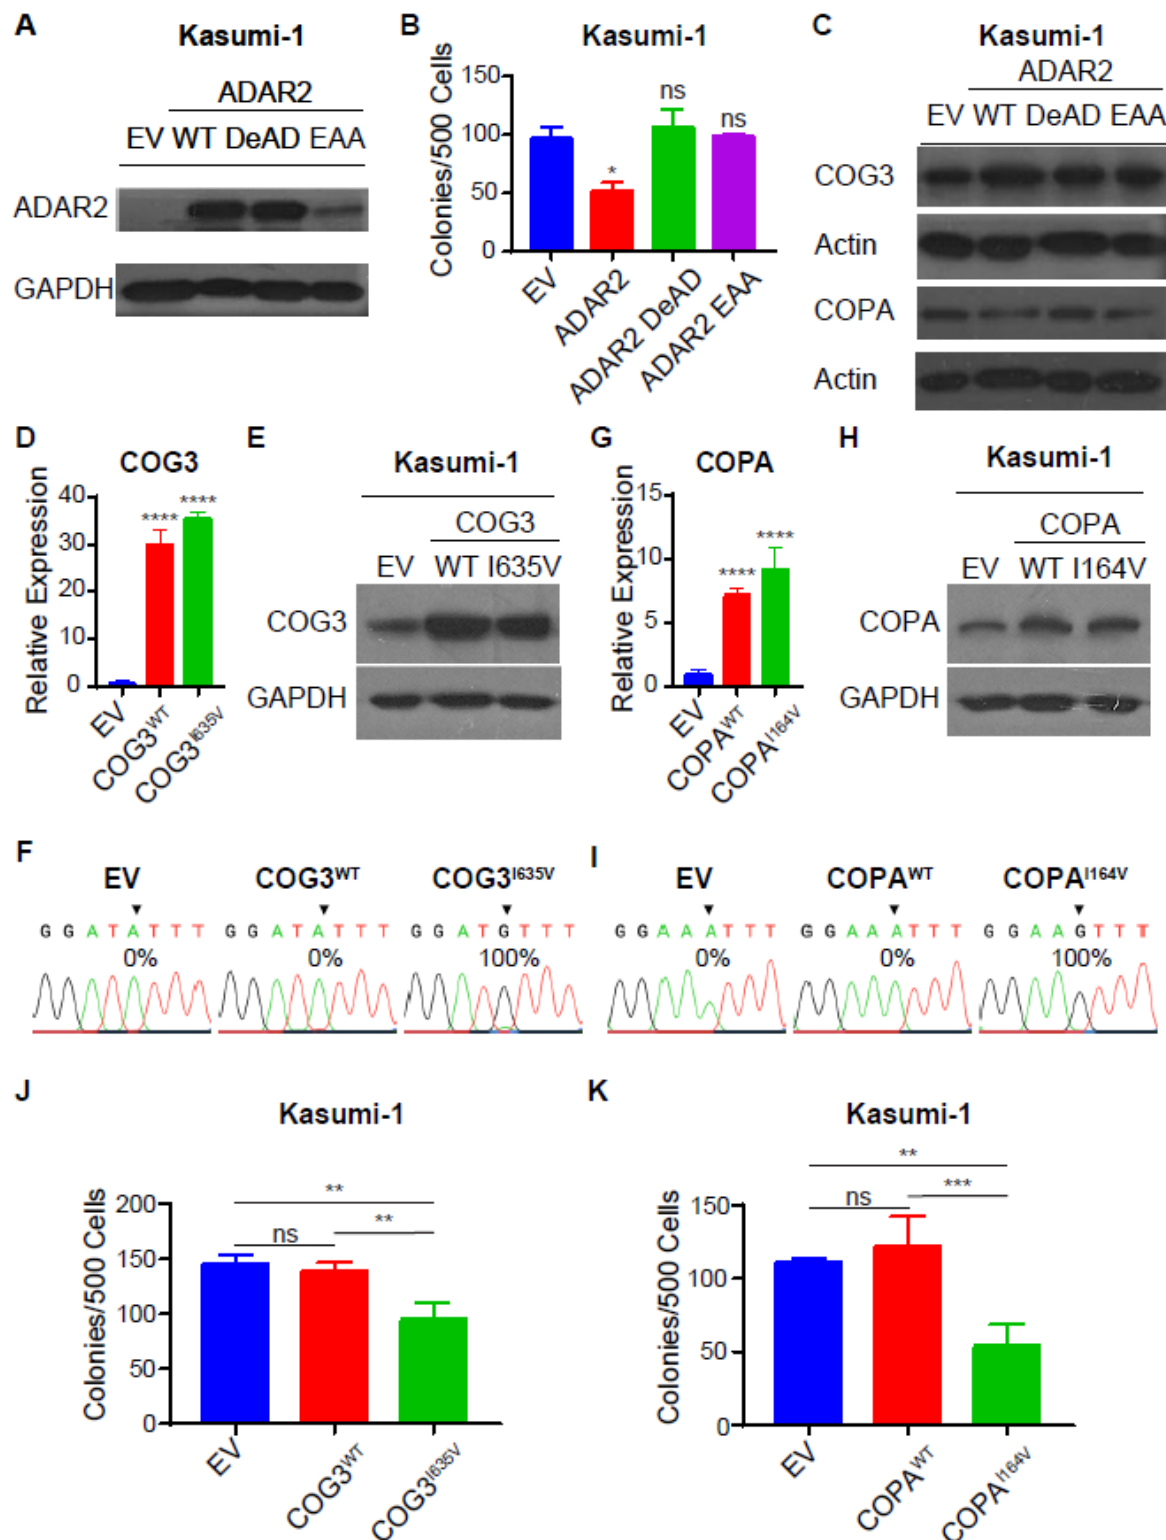 A
Kasumi-1
ADAR2
EV WT DeAD EAA
ADAR2
GAPDH
B
Kasumi-1
Colonies/500 Cells
150
100
50
0
*
ns
ns
EV
ADAR2
ADAR2 DeAD
ADAR2 EAA
C
Kasumi-1
ADAR2
EV WT DeAD EAA
COG3
Actin
COPA
Actin
D
COG3
Relative Expression
40
30
20
10
0
****
****
EV
COG3WT
COG3I635V
E
Kasumi-1
COG3
EV WT I635V
COG3
GAPDH
G
COPA
Relative Expression
15
10
5
0
****
****
EV
COPAWT
COPAI164V
H
Kasumi-1
COPA
EV WT I164V
COPA
GAPDH
F
EV
G G A T A T T T
0%
COG3WT
G G A T A T T T
0%
COG3I635V
G G A T G T T T
100%
I
EV
G G A A A T T T
0%
COPAWT
G G A A A T T T
0%
COPAI164V
G G A A G T T T
100%
J
Kasumi-1
Colonies/500 Cells
200
150
100
50
0
**
ns
**
EV
COG3WT
COG3I635V
K
Kasumi-1
Colonies/500 Cells
150
100
50
0
**
ns
***
EV
COPAWT
COPAI164V